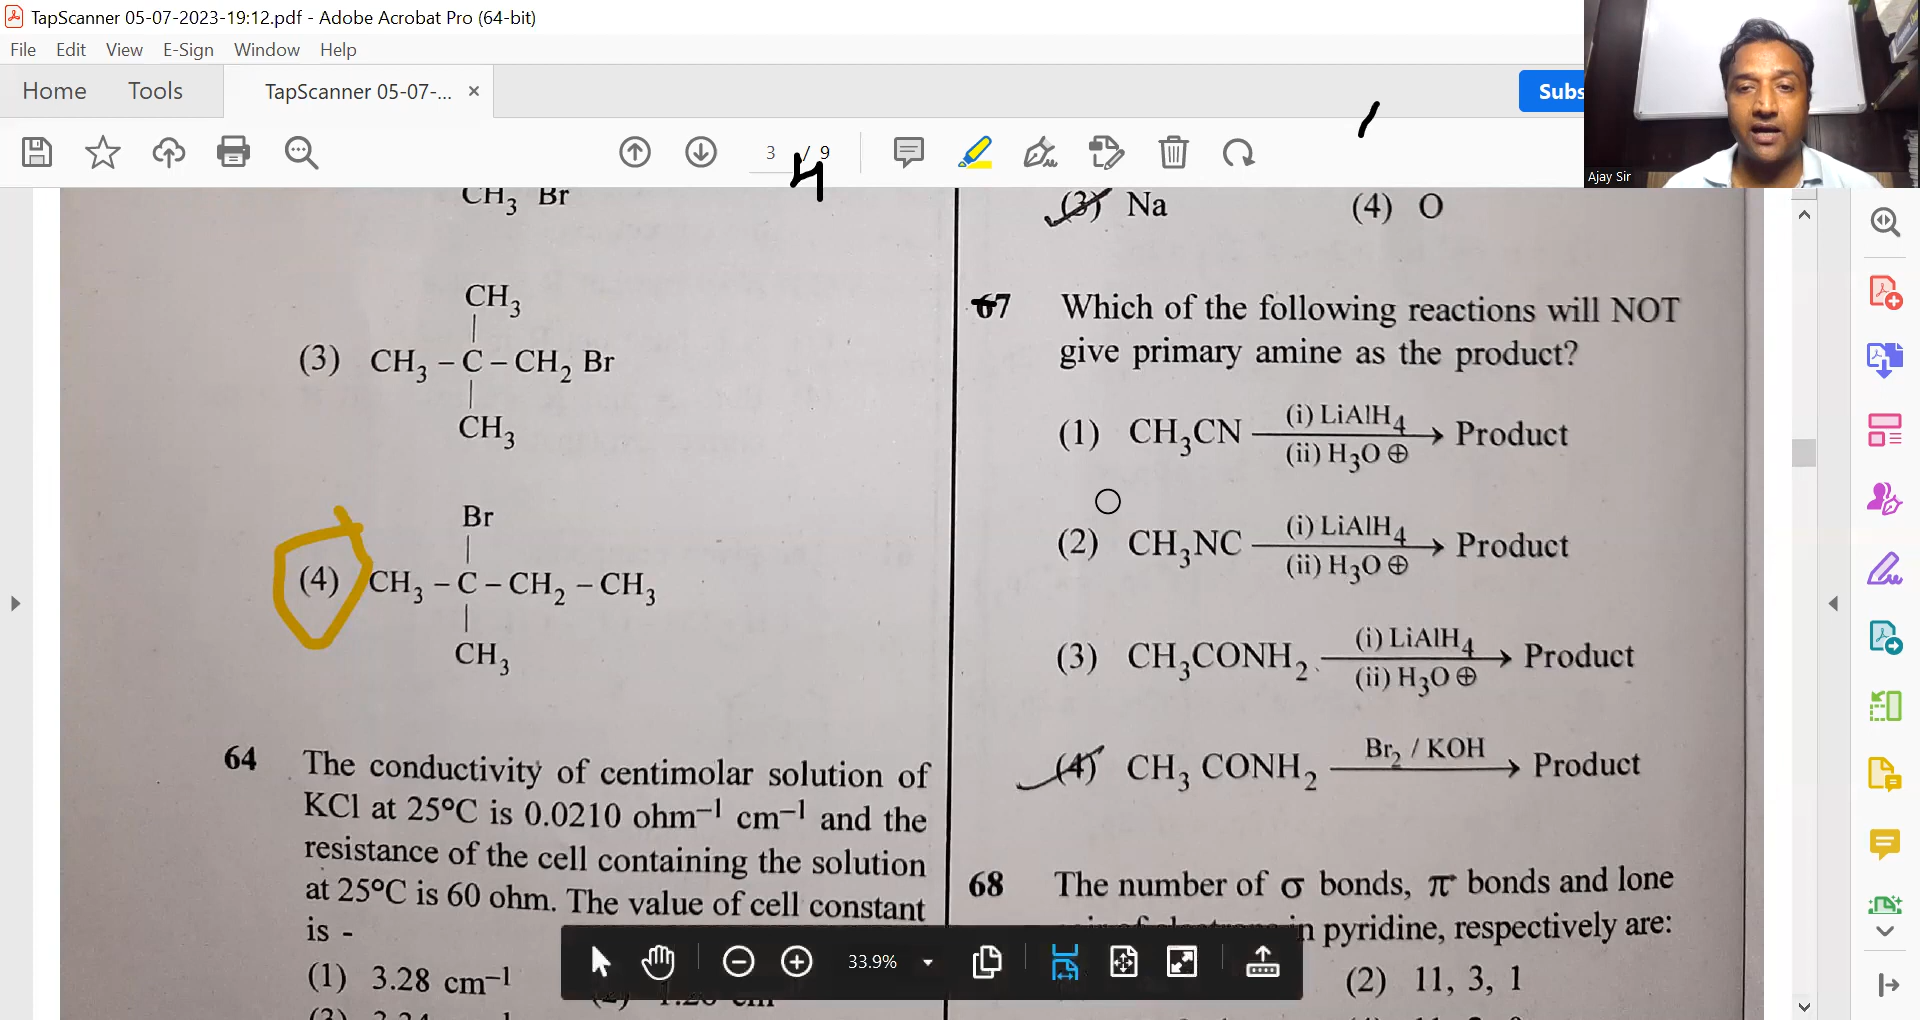 TapScanner 05-07-2023-19:12.pdf - Adobe Acrobat Pro (64-bit)
File Edit View E-Sign Window Help
Home Tools TapScanner 05-07-... ×
Subs
3 / 9
4
Ajay Sir
CH3 Br
CH3
(3) CH3 – C – CH2 Br
CH3
Br
(4) CH3 – C – CH2 – CH3
CH3
64 The conductivity of centimolar solution of
KCl at 25°C is 0.0210 ohm⁻¹ cm⁻¹ and the
resistance of the cell containing the solution
at 25°C is 60 ohm. The value of cell constant
is -
(1) 3.28 cm⁻¹
(3) Na (4) O
67 Which of the following reactions will NOT
give primary amine as the product?
(1) CH3CN (i) LiAlH4 (ii) H3O⊕ → Product
(2) CH3NC (i) LiAlH4 (ii) H3O⊕ → Product
(3) CH3CONH2 (i) LiAlH4 (ii) H3O⊕ → Product
(4) CH3 CONH2 Br2 / KOH → Product
68 The number of σ bonds, π bonds and lone
in pyridine, respectively are:
(2) 11, 3, 1
33.9%